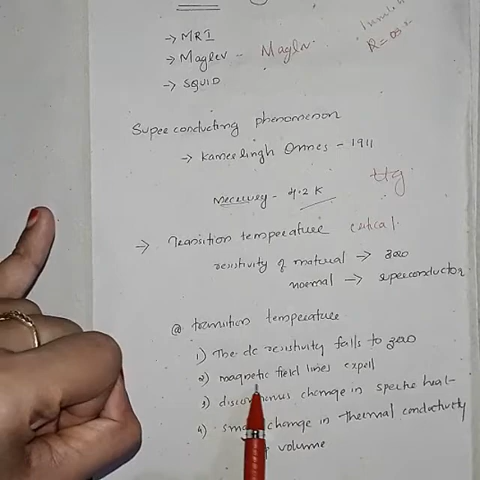 → MRI
→ Maglev - Maglev
R=0Ω
→ SQUID
Super conducting phenomenon
→ Kamerlingh Onnes - 1911
Hg
Mercury - 4.2 K
→ Transition temperature critical.
resistivity of material → zero
normal → superconductor
@ transition temperature
1) The dc resistivity falls to zero
2) magnetic field lines expell
3) discontinuous change in specific heat
4) small change in thermal conductivity
volume